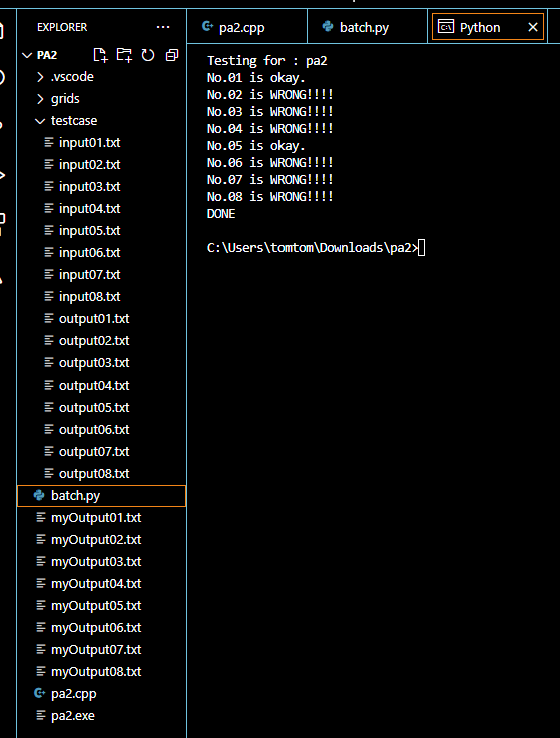 EXPLORER ...
PA2
.vscode
grids
testcase
input01.txt
input02.txt
input03.txt
input04.txt
input05.txt
input06.txt
input07.txt
input08.txt
output01.txt
output02.txt
output03.txt
output04.txt
output05.txt
output06.txt
output07.txt
output08.txt
batch.py
myOutput01.txt
myOutput02.txt
myOutput03.txt
myOutput04.txt
myOutput05.txt
myOutput06.txt
myOutput07.txt
myOutput08.txt
pa2.cpp
pa2.exe
pa2.cpp batch.py Python
Testing for : pa2
No.01 is okay.
No.02 is WRONG!!!!
No.03 is WRONG!!!!
No.04 is WRONG!!!!
No.05 is okay.
No.06 is WRONG!!!!
No.07 is WRONG!!!!
No.08 is WRONG!!!!
DONE
C:\Users\tomtom\Downloads\pa2>